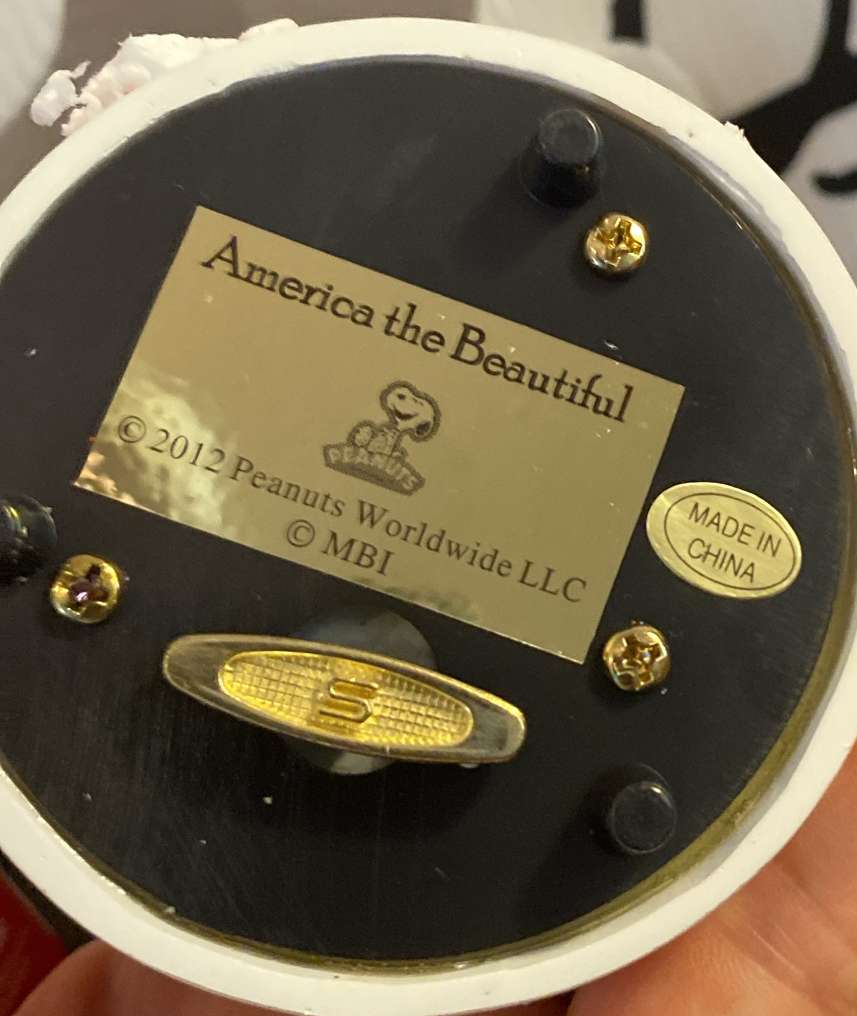 America the Beautiful
PEANUTS
© 2012 Peanuts Worldwide LLC
© MBI
MADE IN
CHINA
S